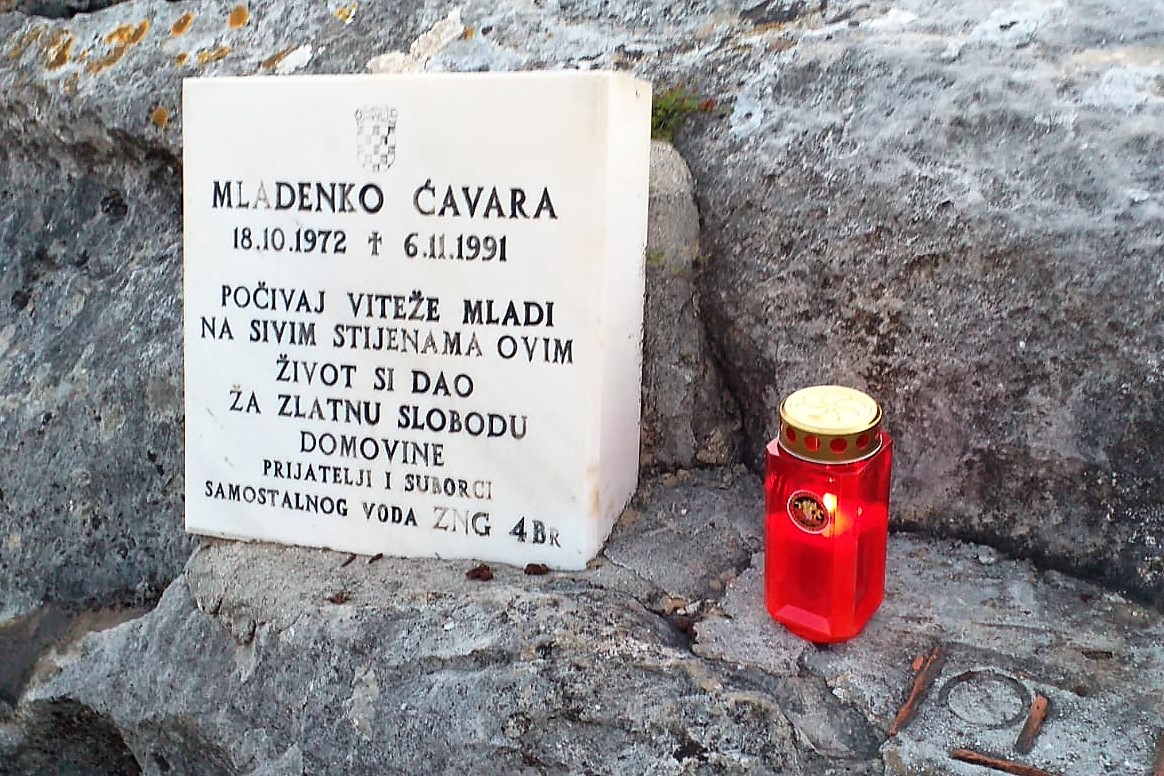 MLADENKO ĆAVARA
18.10.1972 ✝ 6.11.1991
POČIVAJ VITEŽE MLADI
NA SIVIM STIJENAMA OVIM
ŽIVOT SI DAO
ŽA ZLATNU SLOBODU
DOMOVINE
PRIJATELJI I SUBORCI
SAMOSTALNOG VODA ZNG 4BR